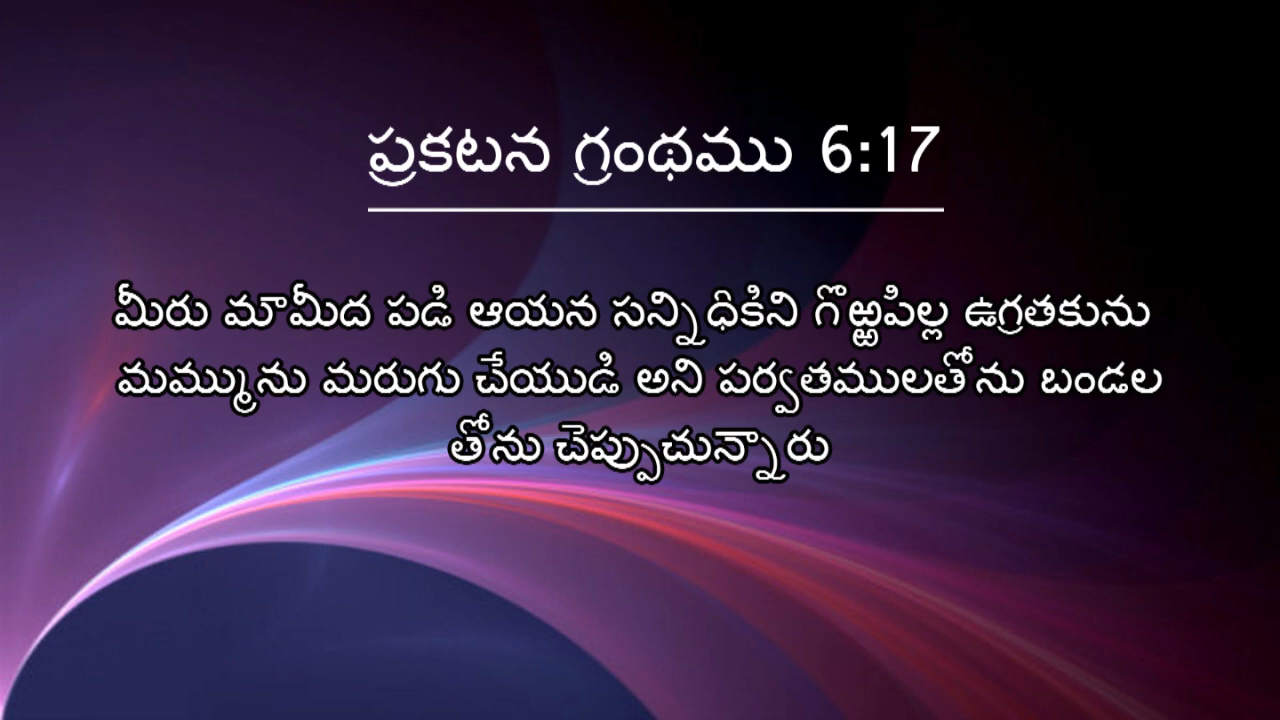 ప్రకటన గ్రంథము 6:17
మీరు మామీద పడి ఆయన సన్నిధికిని గొఱ్ఱపిల్ల ఉగ్రతకును
మమ్మును మరుగు చేయుడి అని పర్వతములతోను బండల
తోను చెప్పుచున్నారు